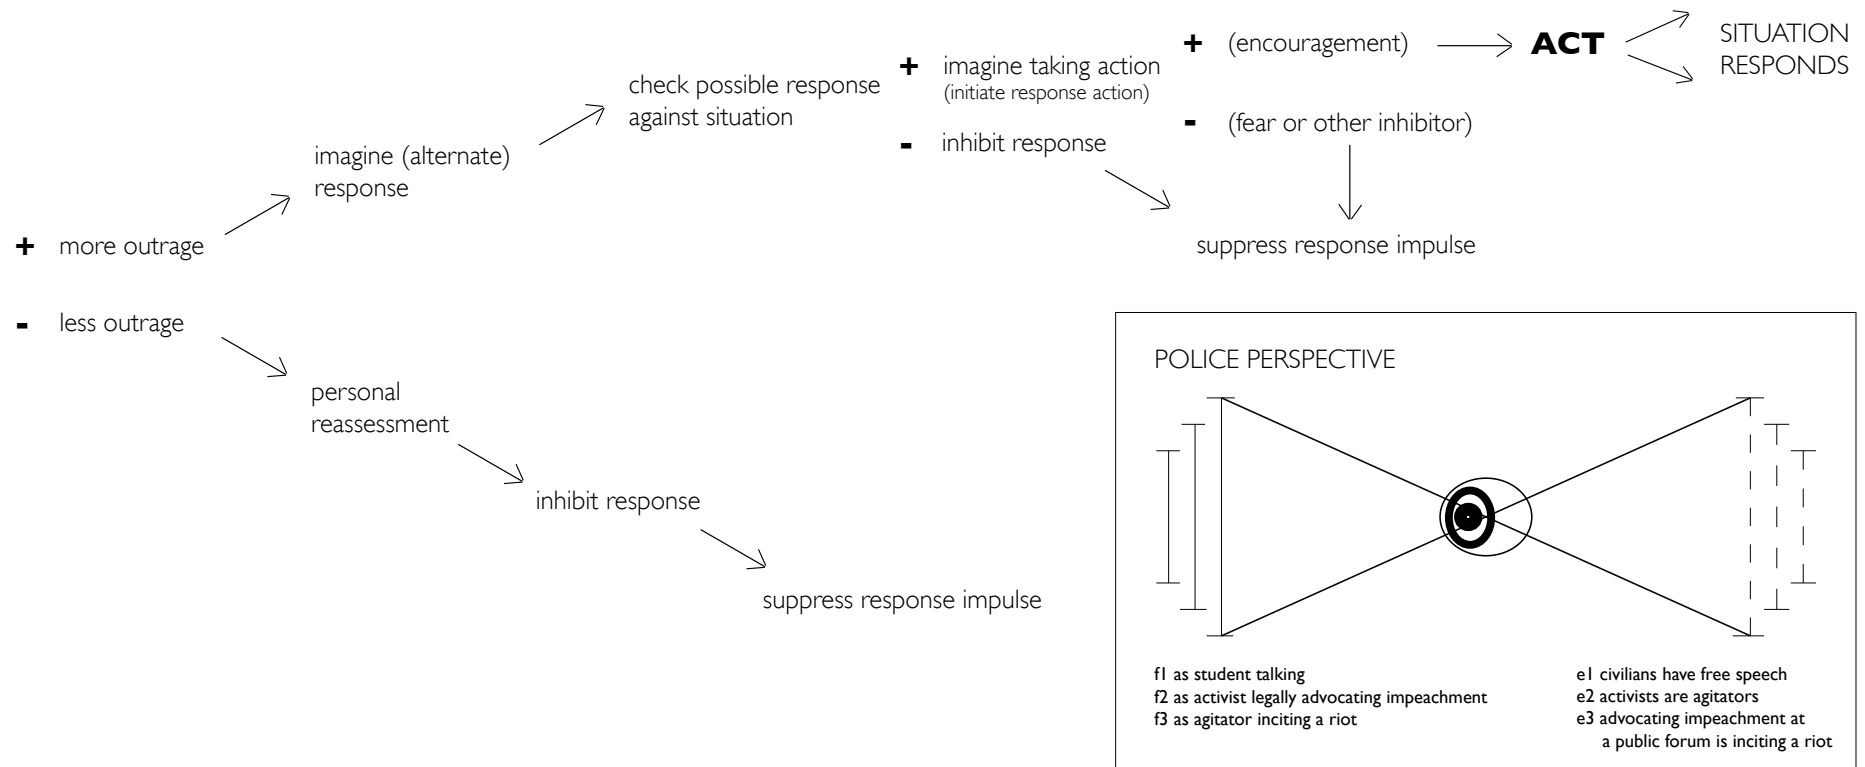 + more outrage
- less outrage
imagine (alternate)
response
check possible response
against situation
+ imagine taking action
(initiate response action)
- inhibit response
+ (encouragement)
- (fear or other inhibitor)
ACT
SITUATION
RESPONDS
suppress response impulse
personal
reassessment
inhibit response
suppress response impulse
POLICE PERSPECTIVE
f1 as student talking
f2 as activist legally advocating impeachment
f3 as agitator inciting a riot
e1 civilians have free speech
e2 activists are agitators
e3 advocating impeachment at
a public forum is inciting a riot